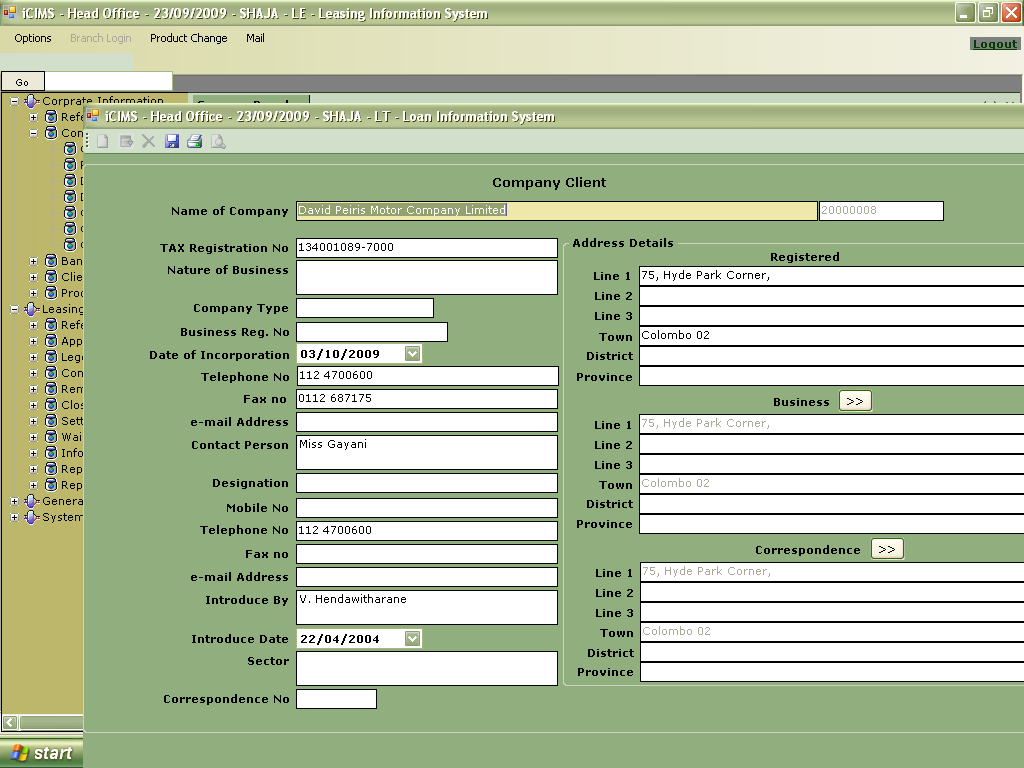 iCIMS - Head Office - 23/09/2009 - SHAJA - LE - Leasing Information System
Options Branch Login Product Change Mail
Logout
Go
Corprate Information
iCIMS - Head Office - 23/09/2009 - SHAJA - LT - Loan Information System
Company Client
Name of Company David Peiris Motor Company Limited 20000008
TAX Registration No 134001089-7000
Nature of Business
Company Type
Business Reg. No
Date of Incorporation 03/10/2009
Telephone No 112 4700600
Fax no 0112 687175
e-mail Address
Contact Person Miss Gayani
Designation
Mobile No
Telephone No 112 4700600
Fax no
e-mail Address
Introduce By V. Hendawitharane
Introduce Date 22/04/2004
Sector
Correspondence No
Address Details
Registered
Line 1 75, Hyde Park Corner,
Line 2
Line 3
Town Colombo 02
District
Province
Business >>
Line 1 75, Hyde Park Corner,
Line 2
Line 3
Town Colombo 02
District
Province
Correspondence >>
Line 1 75, Hyde Park Corner,
Line 2
Line 3
Town Colombo 02
District
Province
Refe
Con
Ban
Clie
Proc
Leasing
Refe
App
Lega
Con
Rem
Clos
Sett
Wai
Info
Rep
Rep
Genera
System
start